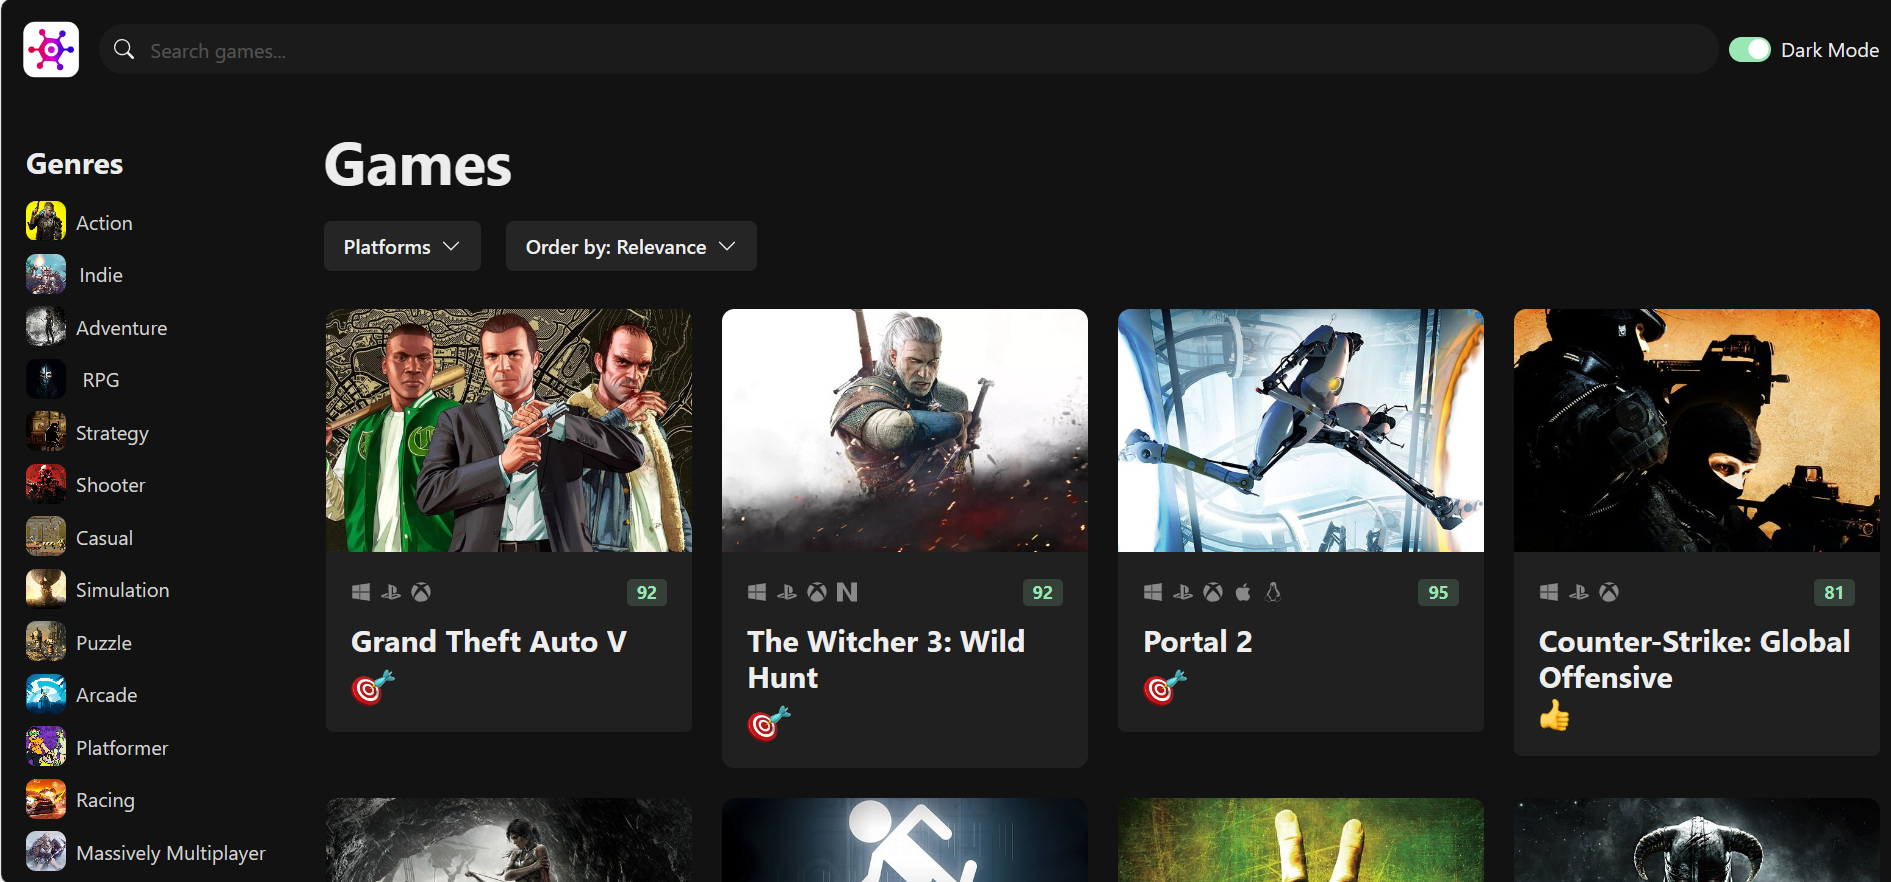 Search games...
Dark Mode
Genres
Action
Indie
Adventure
RPG
Strategy
Shooter
Casual
Simulation
Puzzle
Arcade
Platformer
Racing
Massively Multiplayer
Games
Platforms
Order by: Relevance
92
Grand Theft Auto V
92
The Witcher 3: Wild
Hunt
95
Portal 2
81
Counter-Strike: Global
Offensive